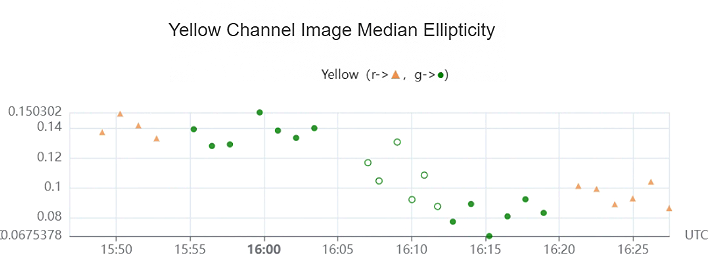 Yellow Channel Image Median Ellipticity
Yellow (r->▲, g->●)
0.150302
0.14
0.12
0.1
0.08
0.0675378
15:50 15:55 16:00 16:05 16:10 16:15 16:20 16:25 UTC